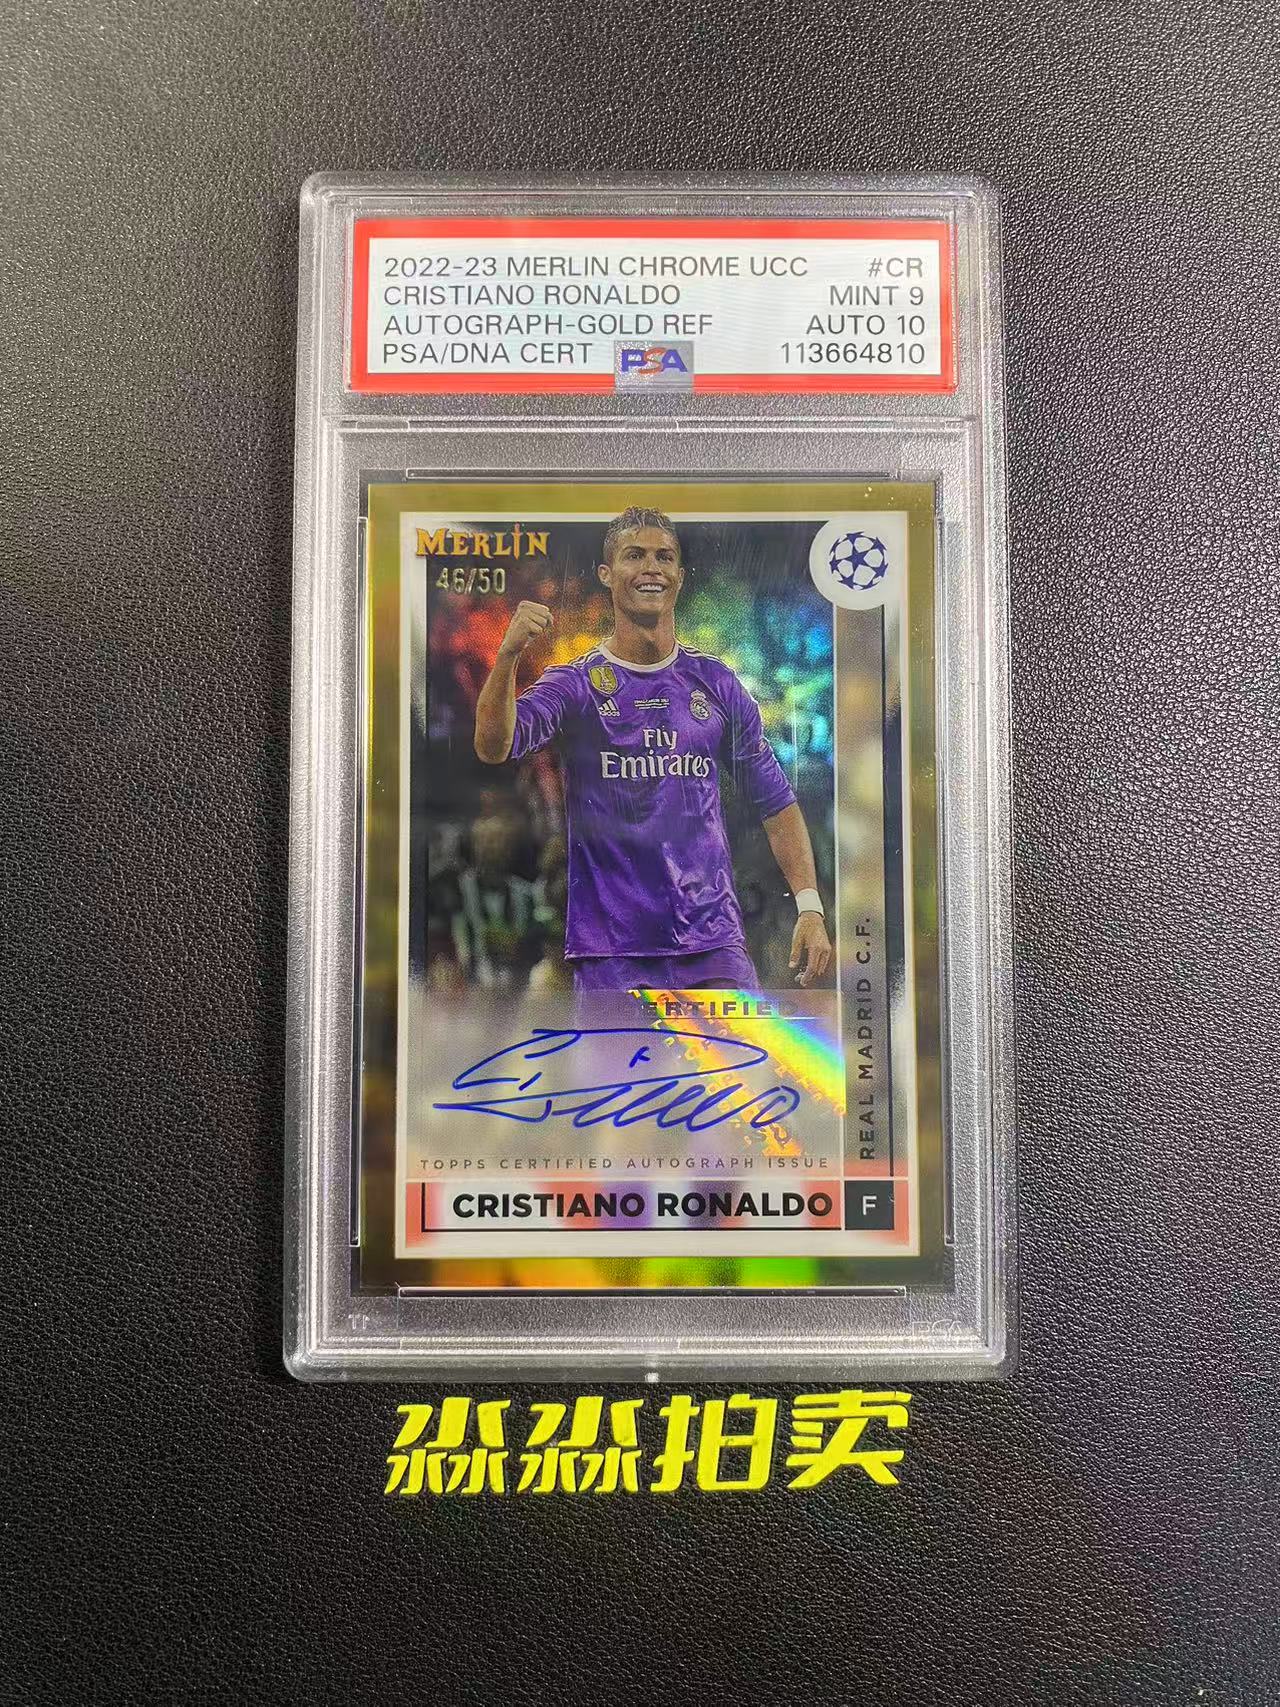 2022-23 MERLIN CHROME UCC #CR
CRISTIANO RONALDO MINT 9
AUTOGRAPH-GOLD REF AUTO 10
PSA/DNA CERT PSA 113664810
MERLIN
46/50
adidas
Fly
Emirates
REAL MADRID C.F.
TOPPS CERTIFIED AUTOGRAPH ISSUE
CRISTIANO RONALDO F
PSA
淼淼拍卖